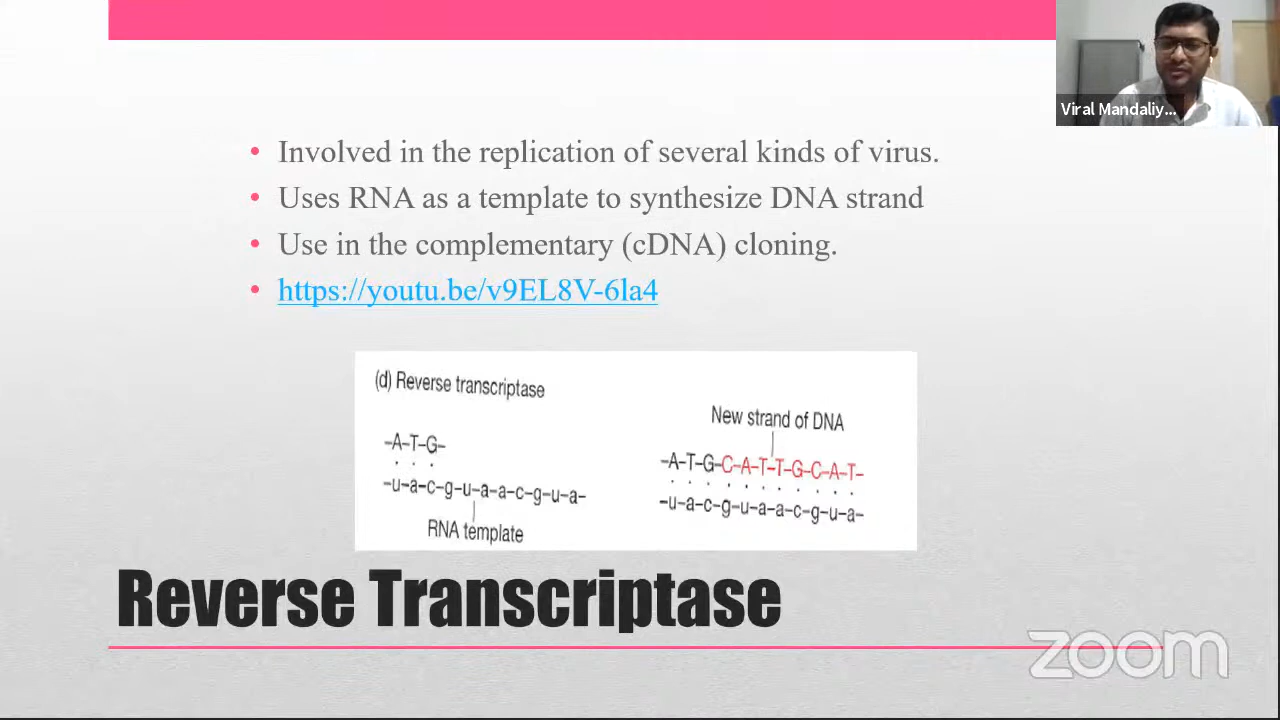 Viral Mandaliy...
• Involved in the replication of several kinds of virus.
• Uses RNA as a template to synthesize DNA strand
• Use in the complementary (cDNA) cloning.
• https://youtu.be/v9EL8V-6la4
(d) Reverse transcriptase
–A–T–G–
–u–a–c–g–u–a–a–c–g–u–a–
RNA template
New strand of DNA
–A–T–G–C–A–T–T–G–C–A–T–
–u–a–c–g–u–a–a–c–g–u–a–
Reverse Transcriptase
zoom